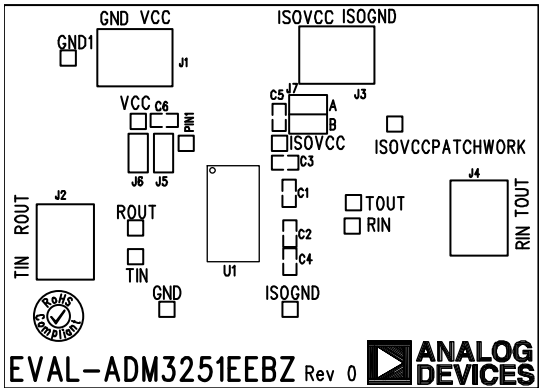 GND VCC
ISOVCC ISOGND
GND1
J1
J3
VCC
C6
PIN1
C5
J7
A
B
ISOVCC
ISOVCCPATCHWORK
J6
J5
C3
J4
J2
ROUT
TIN
ROUT
TIN
U1
C1
C2
C4
TOUT
RIN
TOUT
RIN
GND
ISOGND
RoHS
Compliant
EVAL-ADM3251EEBZ Rev 0
ANALOG
DEVICES